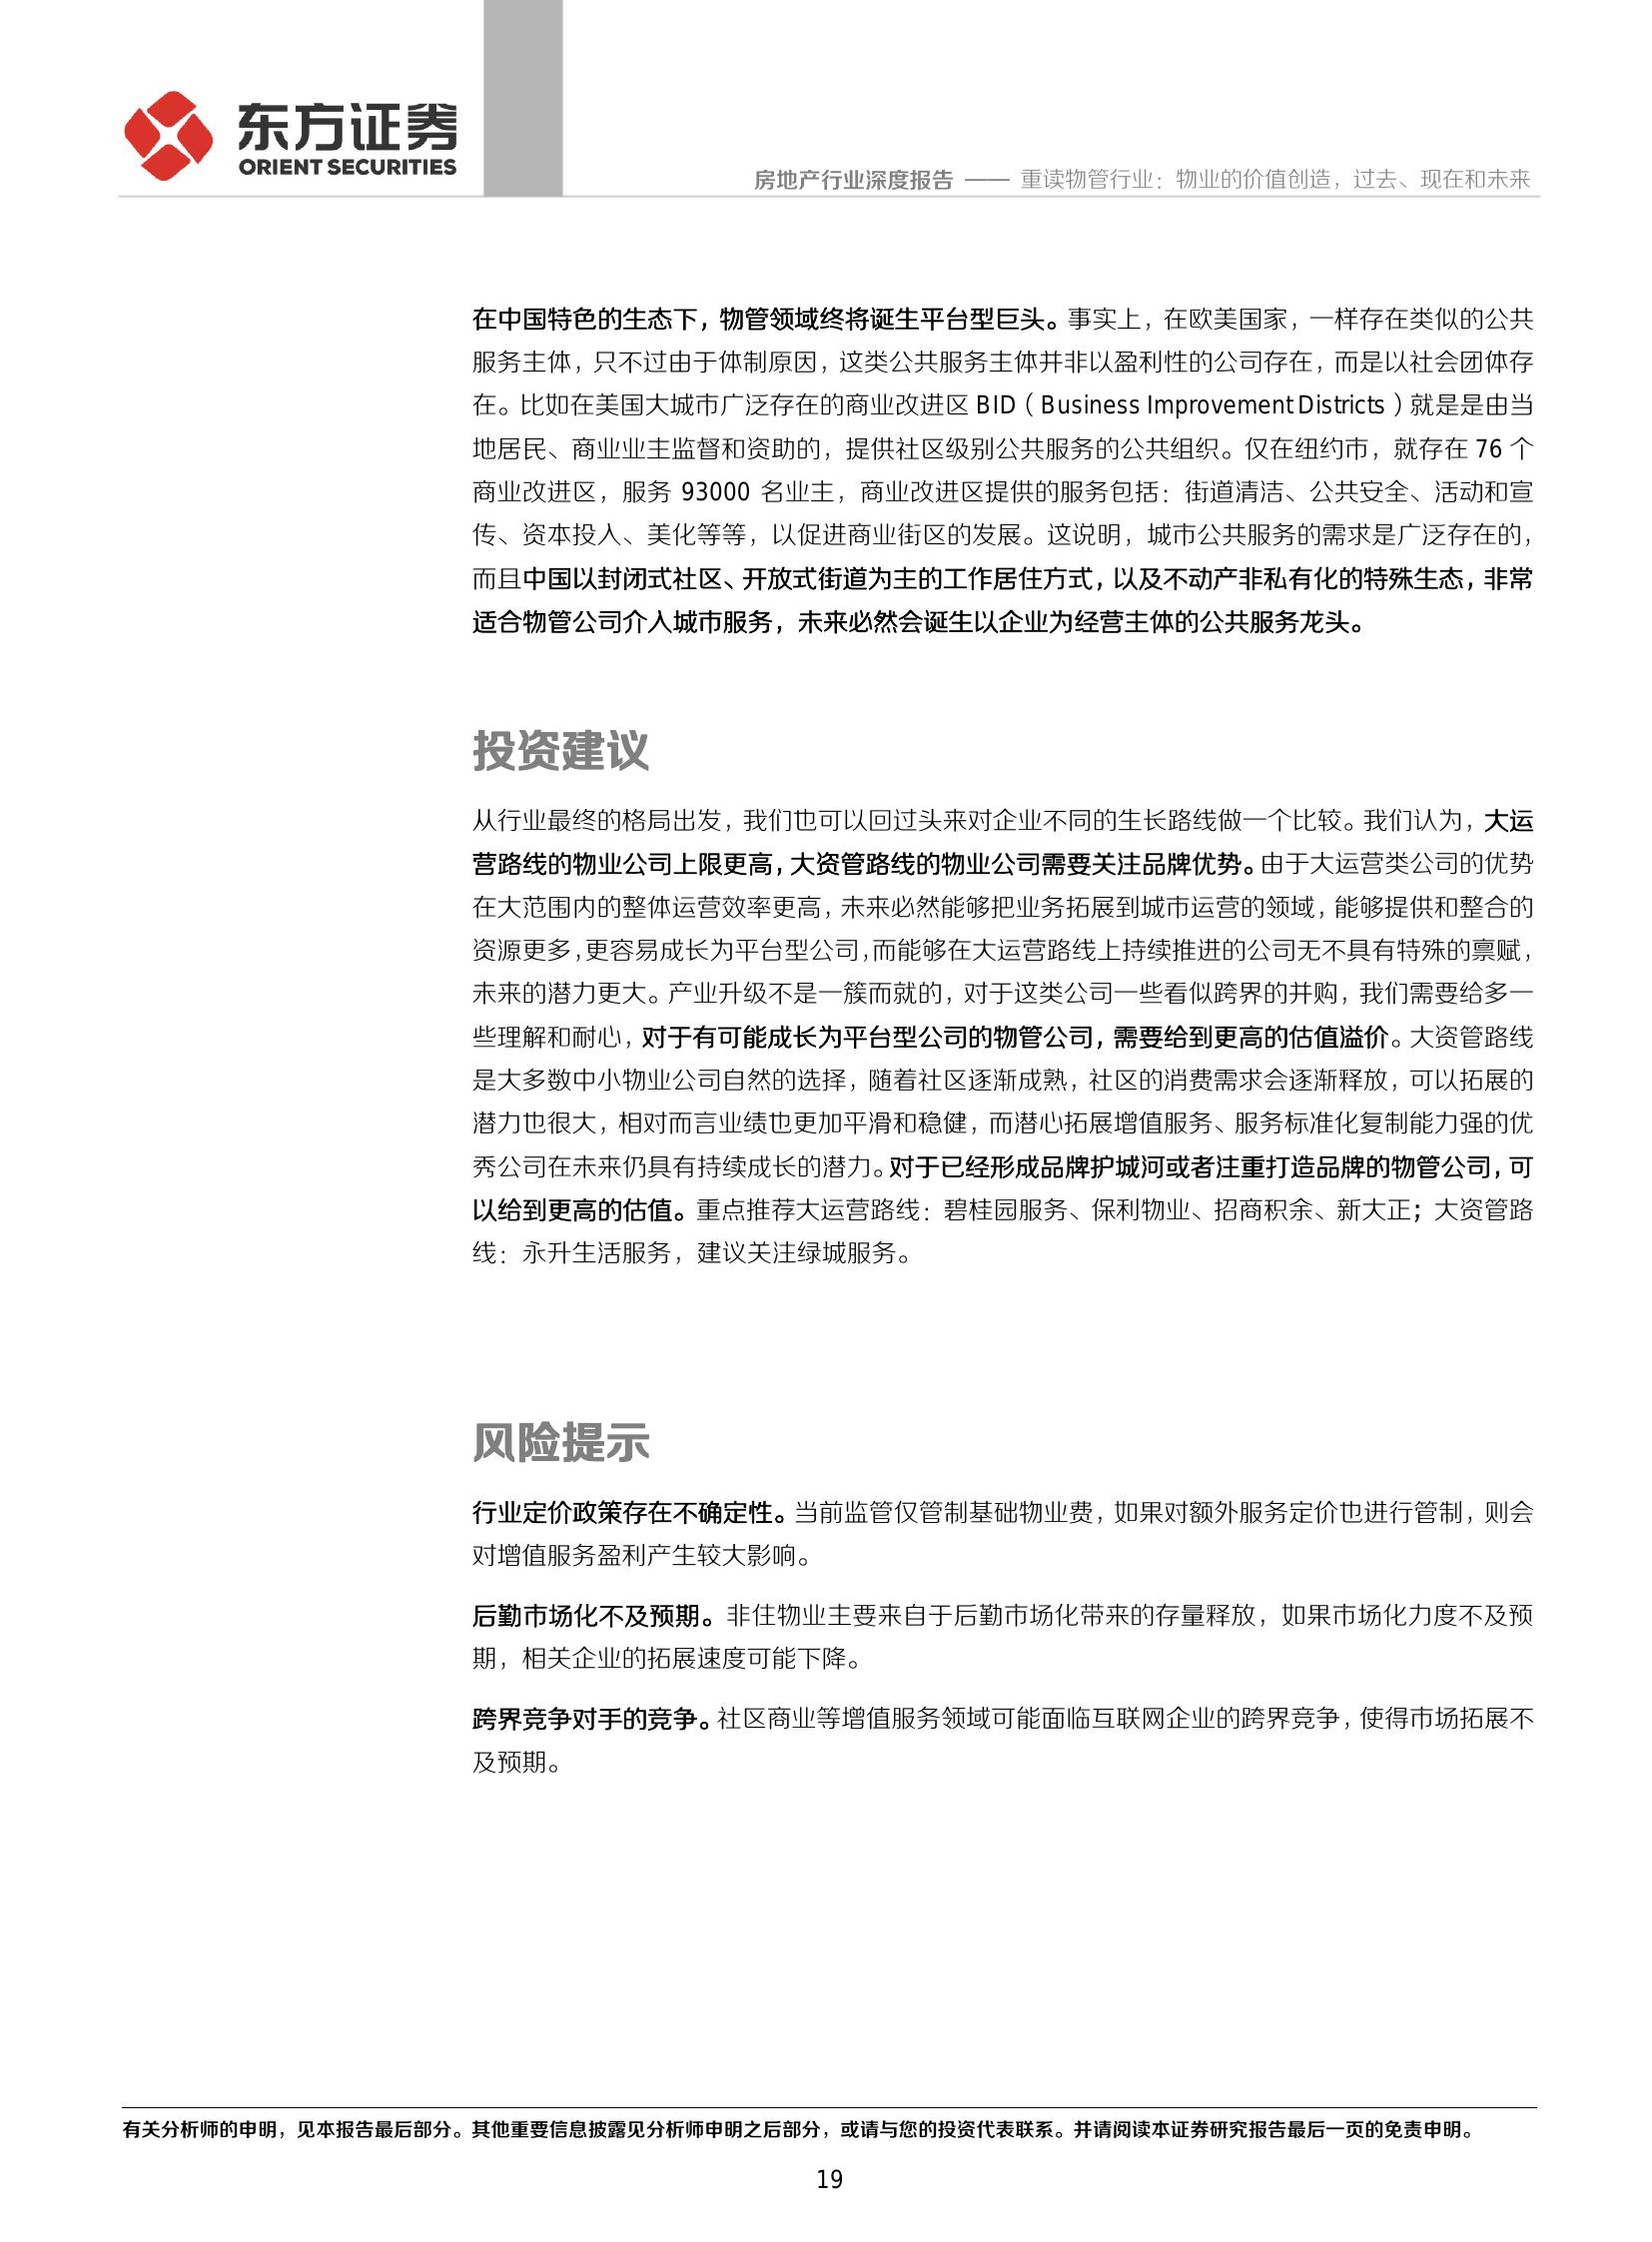 东方证券
ORIENT SECURITIES
房地产行业深度报告 —— 重读物管行业：物业的价值创造，过去、现在和未来
在中国特色的生态下，物管领域终将诞生平台型巨头。事实上，在欧美国家，一样存在类似的公共
服务主体，只不过由于体制原因，这类公共服务主体并非以盈利性的公司存在，而是以社会团体存
在。比如在美国大城市广泛存在的商业改进区 BID（Business Improvement Districts）就是是由当
地居民、商业业主监督和资助的，提供社区级别公共服务的公共组织。仅在纽约市，就存在 76 个
商业改进区，服务 93000 名业主，商业改进区提供的服务包括：街道清洁、公共安全、活动和宣
传、资本投入、美化等等，以促进商业街区的发展。这说明，城市公共服务的需求是广泛存在的，
而且中国以封闭式社区、开放式街道为主的工作居住方式，以及不动产非私有化的特殊生态，非常
适合物管公司介入城市服务，未来必然会诞生以企业为经营主体的公共服务龙头。
投资建议
从行业最终的格局出发，我们也可以回过头来对企业不同的生长路线做一个比较。我们认为，大运
营路线的物业公司上限更高，大资管路线的物业公司需要关注品牌优势。由于大运营类公司的优势
在大范围内的整体运营效率更高，未来必然能够把业务拓展到城市运营的领域，能够提供和整合的
资源更多，更容易成长为平台型公司，而能够在大运营路线上持续推进的公司无不具有特殊的禀赋，
未来的潜力更大。产业升级不是一簇而就的，对于这类公司一些看似跨界的并购，我们需要给多一
些理解和耐心，对于有可能成长为平台型公司的物管公司，需要给到更高的估值溢价。大资管路线
是大多数中小物业公司自然的选择，随着社区逐渐成熟，社区的消费需求会逐渐释放，可以拓展的
潜力也很大，相对而言业绩也更加平滑和稳健，而潜心拓展增值服务、服务标准化复制能力强的优
秀公司在未来仍具有持续成长的潜力。对于已经形成品牌护城河或者注重打造品牌的物管公司，可
以给到更高的估值。重点推荐大运营路线：碧桂园服务、保利物业、招商积余、新大正；大资管路
线：永升生活服务，建议关注绿城服务。
风险提示
行业定价政策存在不确定性。当前监管仅管制基础物业费，如果对额外服务定价也进行管制，则会
对增值服务盈利产生较大影响。
后勤市场化不及预期。非住物业主要来自于后勤市场化带来的存量释放，如果市场化力度不及预
期，相关企业的拓展速度可能下降。
跨界竞争对手的竞争。社区商业等增值服务领域可能面临互联网企业的跨界竞争，使得市场拓展不
及预期。
有关分析师的申明，见本报告最后部分。其他重要信息披露见分析师申明之后部分，或请与您的投资代表联系。并请阅读本证券研究报告最后一页的免责申明。
19